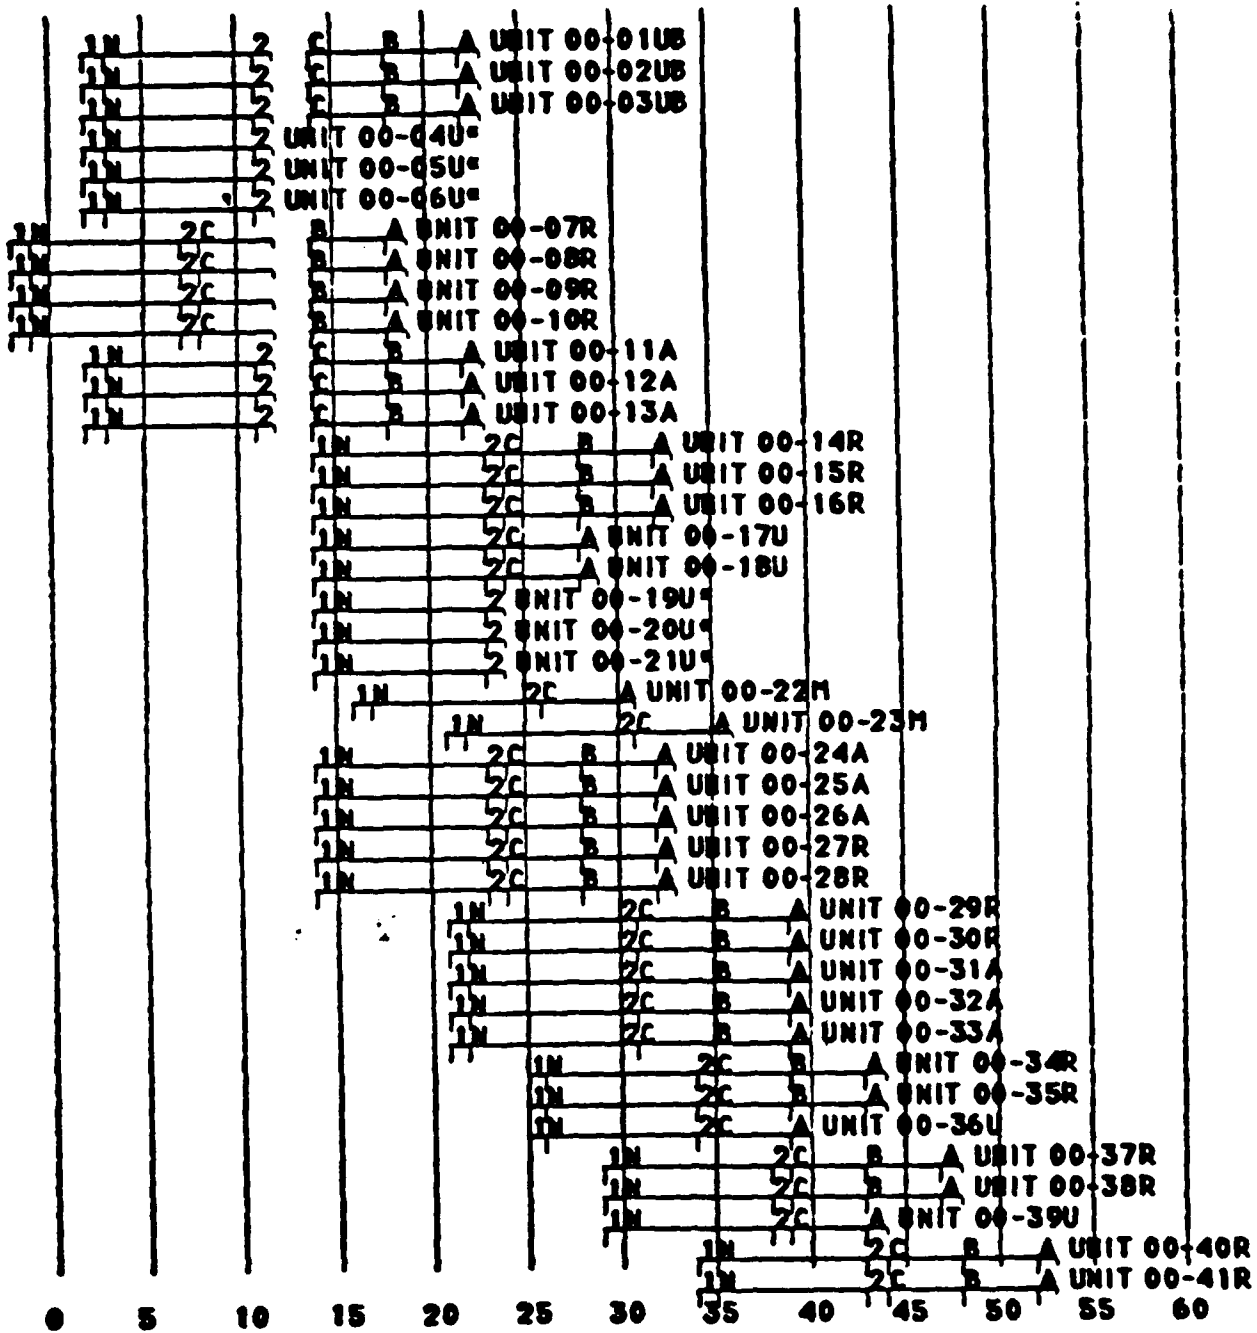 1N 2 C B A UNIT 00-01UB
1N 2 C B A UNIT 00-02UB
1N 2 C B A UNIT 00-03UB
1N 2 UNIT 00-04U*
1N 2 UNIT 00-05U*
1N 2 UNIT 00-06U*
1N 2C B A UNIT 00-07R
1N 2C B A UNIT 00-08R
1N 2C B A UNIT 00-09R
1N 2C B A UNIT 00-10R
1N 2 C B A UNIT 00-11A
1N 2 C B A UNIT 00-12A
1N 2 C B A UNIT 00-13A
1N 2C B A UNIT 00-14R
1N 2C B A UNIT 00-15R
1N 2C B A UNIT 00-16R
1N 2C A UNIT 00-17U
1N 2C A UNIT 00-18U
1N 2 UNIT 00-19U*
1N 2 UNIT 00-20U*
1N 2 UNIT 00-21U*
1N 2C A UNIT 00-22M
1N 2C A UNIT 00-23M
1N 2C B A UNIT 00-24A
1N 2C B A UNIT 00-25A
1N 2C B A UNIT 00-26A
1N 2C B A UNIT 00-27R
1N 2C B A UNIT 00-28R
1N 2C B A UNIT 00-29R
1N 2C B A UNIT 00-30R
1N 2C B A UNIT 00-31A
1N 2C B A UNIT 00-32A
1N 2C B A UNIT 00-33A
1N 2C B A UNIT 00-34R
1N 2C B A UNIT 00-35R
1N 2C A UNIT 00-36U
1N 2C B A UNIT 00-37R
1N 2C B A UNIT 00-38R
1N 2C A UNIT 00-39U
1N 2C B A UNIT 00-40R
1N 2C B A UNIT 00-41R
0 5 10 15 20 25 30 35 40 45 50 55 60